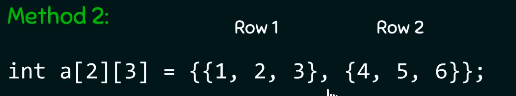 Method 2:
Row 1 Row 2
int a[2][3] = {{1, 2, 3}, {4, 5, 6}};